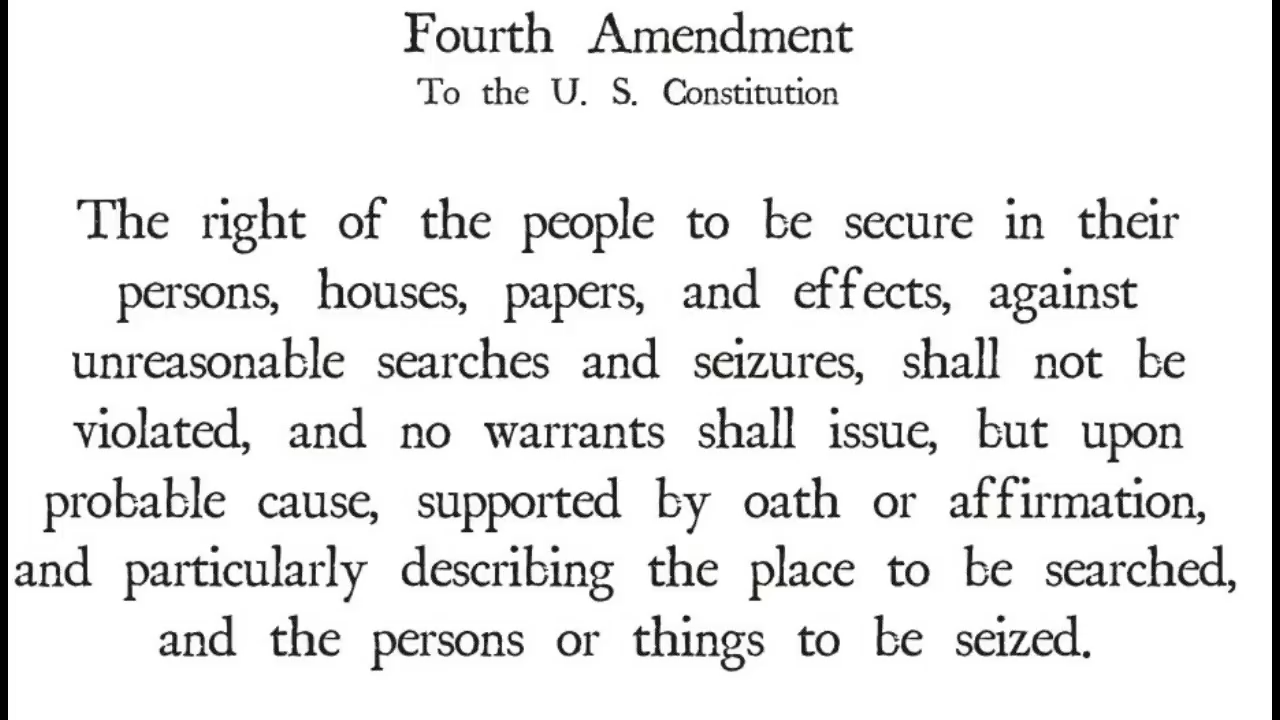 Fourth Amendment
To the U. S. Constitution
The right of the people to be secure in their
persons, houses, papers, and effects, against
unreasonable searches and seizures, shall not be
violated, and no warrants shall issue, but upon
probable cause, supported by oath or affirmation,
and particularly describing the place to be searched,
and the persons or things to be seized.